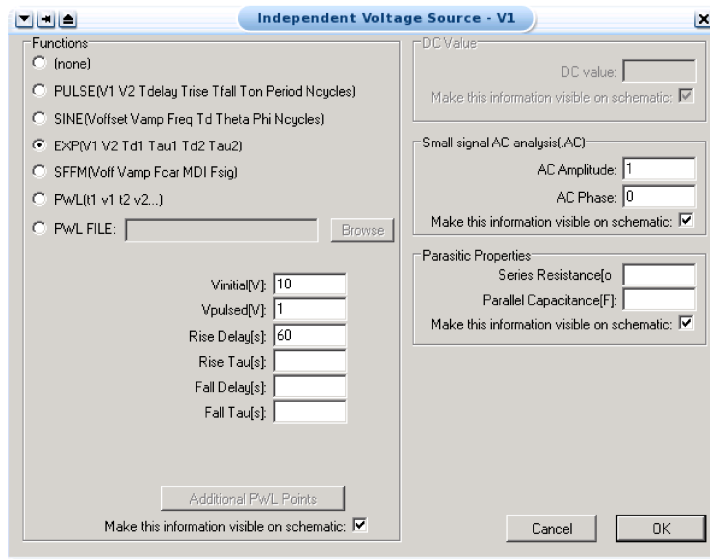 Independent Voltage Source - V1
Functions
(none)
PULSE(V1 V2 Tdelay Trise Tfall Ton Period Ncycles)
SINE(Voffset Vamp Freq Td Theta Phi Ncycles)
EXP(V1 V2 Td1 Tau1 Td2 Tau2)
SFFM(Voff Vamp Fcar MDI Fsig)
PWL(t1 v1 t2 v2...)
PWL FILE: Browse
Vinitial[V]: 10
Vpulsed[V]: 1
Rise Delay[s]: 60
Rise Tau[s]:
Fall Delay[s]:
Fall Tau[s]:
Additional PWL Points
Make this information visible on schematic:
DC Value
DC value:
Make this information visible on schematic:
Small signal AC analysis(.AC)
AC Amplitude: 1
AC Phase: 0
Make this information visible on schematic:
Parasitic Properties
Series Resistance[o
Parallel Capacitance[F]:
Make this information visible on schematic:
Cancel OK